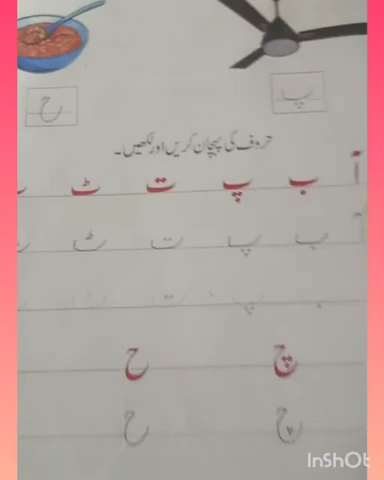 پ ح
حروف کی پہچان کریں اور لکھیں۔
آ ب پ ت ٹ
ب پ ت ٹ
ب پ ت
چ ح
چ ح
InShOt